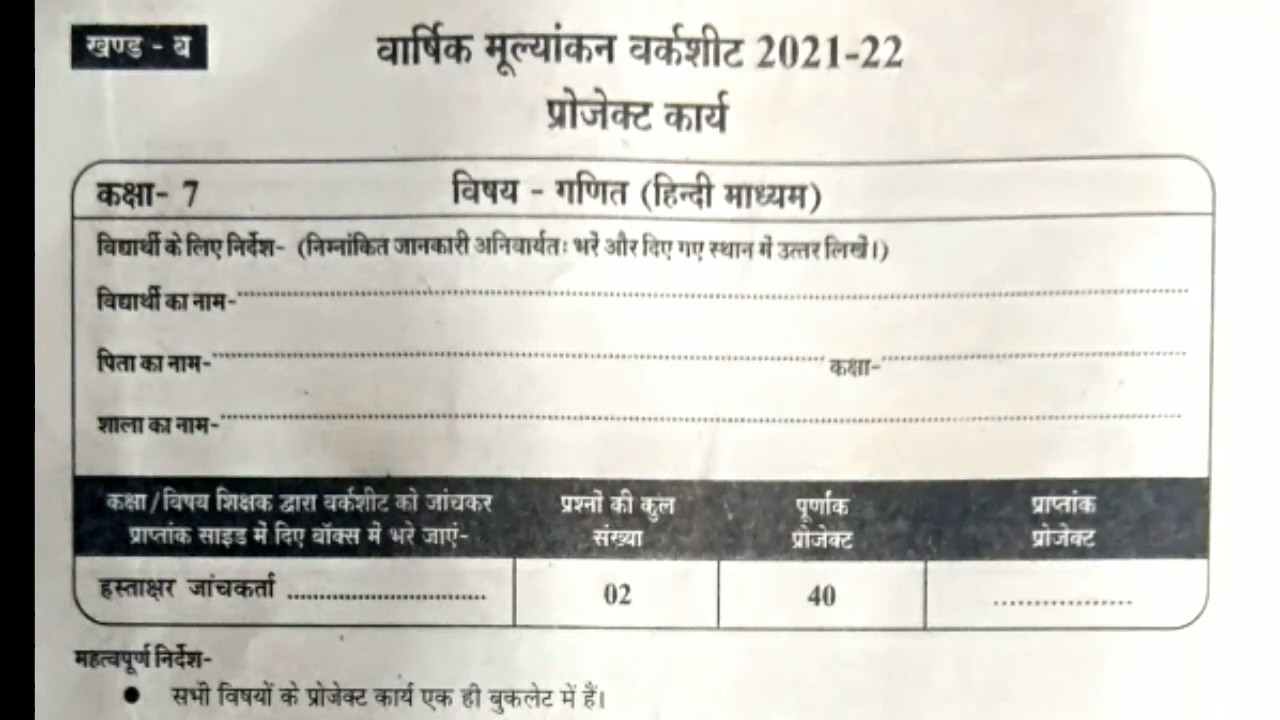 खण्ड - ब
वार्षिक मूल्यांकन वर्कशीट 2021-22
प्रोजेक्ट कार्य
कक्षा- 7 विषय - गणित (हिन्दी माध्यम)
विद्यार्थी के लिए निर्देश- (निम्नांकित जानकारी अनिवार्यतः भरें और दिए गए स्थान में उत्तर लिखें।)
विद्यार्थी का नाम-
पिता का नाम- कक्षा-
शाला का नाम-
कक्षा/विषय शिक्षक द्वारा वर्कशीट को जांचकर प्रश्नों की कुल पूर्णांक प्राप्तांक
प्राप्तांक साइड में दिए बॉक्स में भरे जाएं- संख्या प्रोजेक्ट प्रोजेक्ट
हस्ताक्षर जांचकर्ता .................................. 02 40 ....................
महत्वपूर्ण निर्देश-
● सभी विषयों के प्रोजेक्ट कार्य एक ही बुकलेट में हैं।